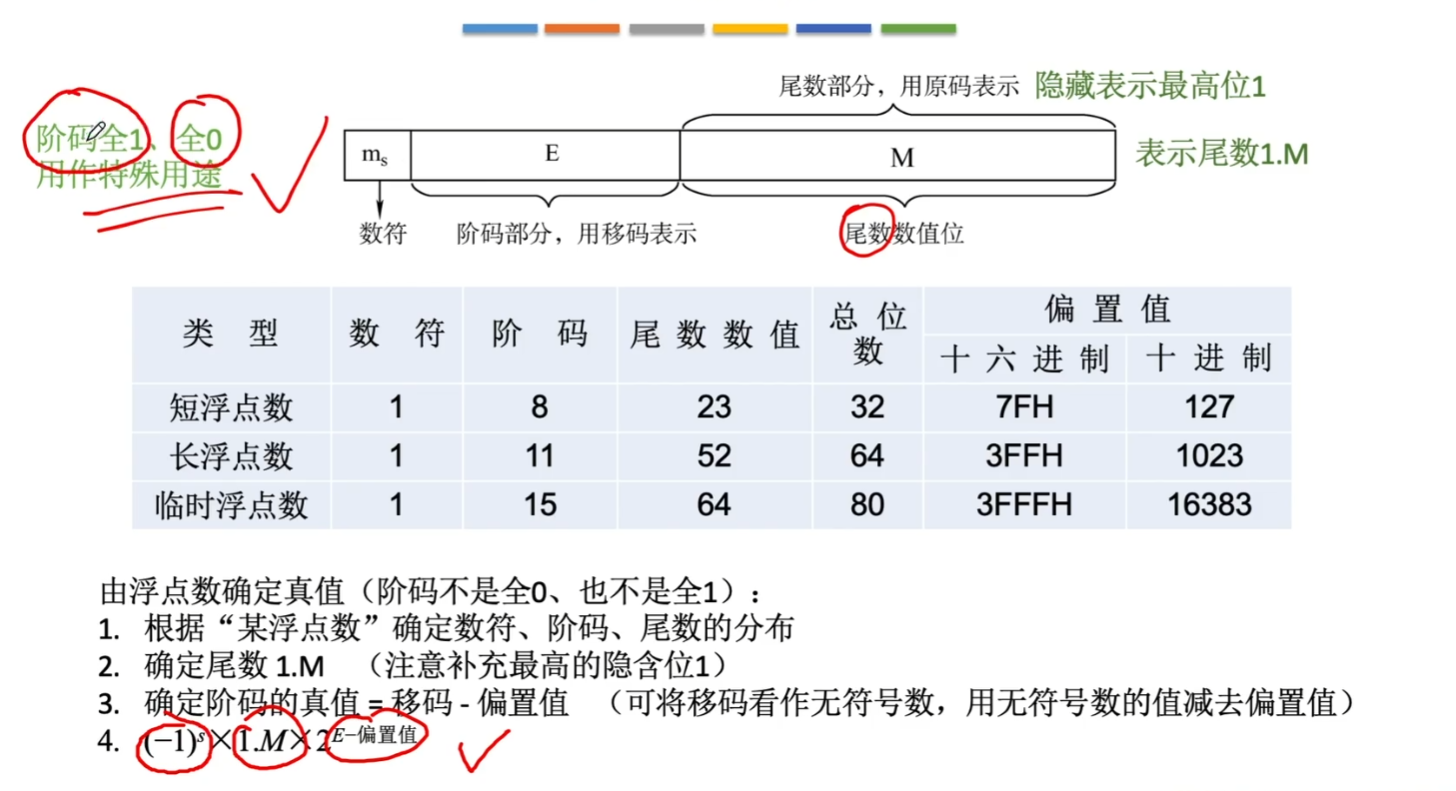 尾数部分，用原码表示 隐藏表示最高位1
阶码全1、全0
用作特殊用途
mₛ E M
表示尾数1.M
数符 阶码部分，用移码表示 尾数数值位
类 型 数 符 阶 码 尾数数值 总位数 偏置值
十六进制 十进制
短浮点数 1 8 23 32 7FH 127
长浮点数 1 11 52 64 3FFH 1023
临时浮点数 1 15 64 80 3FFFH 16383
由浮点数确定真值（阶码不是全0、也不是全1）：
1. 根据“某浮点数”确定数符、阶码、尾数的分布
2. 确定尾数 1.M （注意补充最高的隐含位1）
3. 确定阶码的真值 = 移码 - 偏置值 （可将移码看作无符号数，用无符号数的值减去偏置值）
4. (−1)ˢ×1.M×2^(E−偏置值)